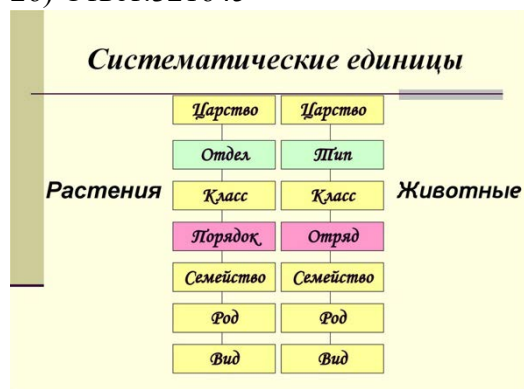 Систематические единицы
Царство Царство
Отдел Тип
Растения Класс Класс Животные
Порядок Отряд
Семейство Семейство
Род Род
Вид Вид